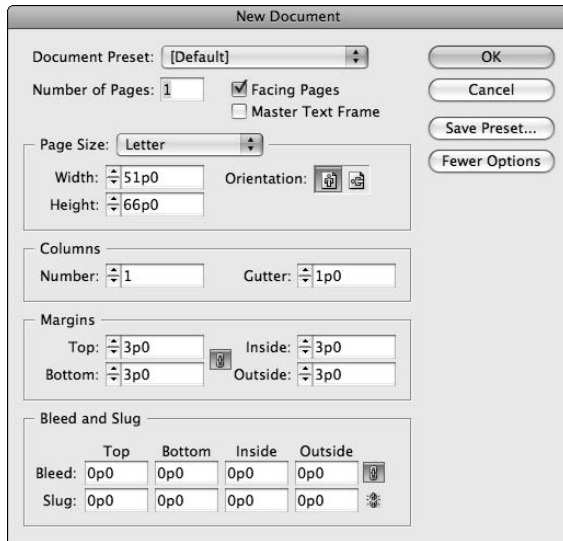 New Document
Document Preset: [Default]
OK
Number of Pages: 1
Facing Pages
Cancel
Master Text Frame
Save Preset...
Page Size: Letter
Fewer Options
Width: 51p0
Orientation:
Height: 66p0
Columns
Number: 1
Gutter: 1p0
Margins
Top: 3p0
Inside: 3p0
Bottom: 3p0
Outside: 3p0
Bleed and Slug
Top Bottom Inside Outside
Bleed: 0p0 0p0 0p0 0p0
Slug: 0p0 0p0 0p0 0p0